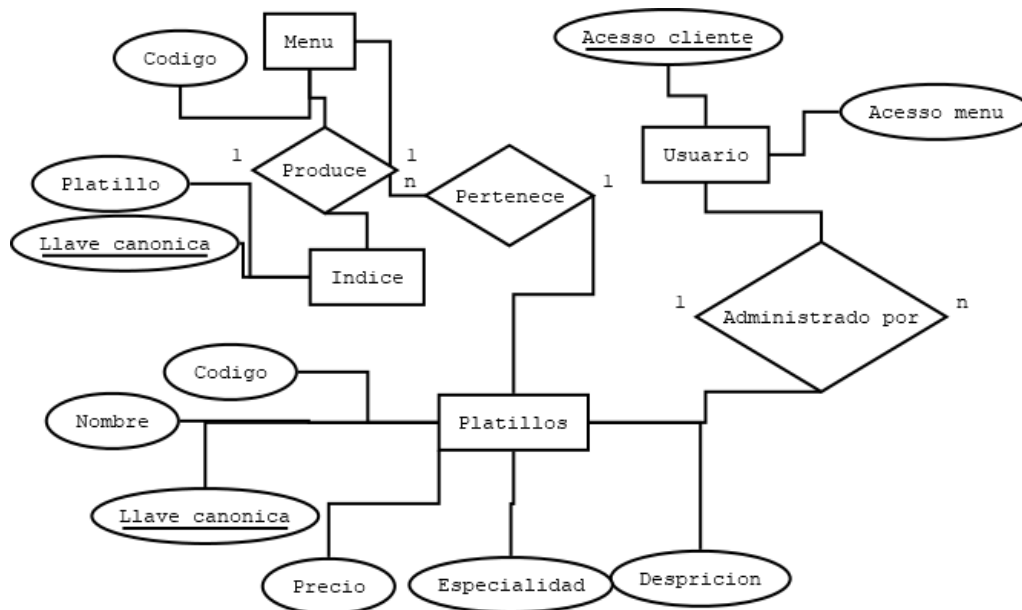 Menu
Acesso cliente
Codigo
Acesso menu
Usuario
1
Produce
1
n
Pertenece
1
Platillo
Llave canonica
Indice
1
Administrado por
n
Codigo
Nombre
Platillos
Llave canonica
Precio
Especialidad
Despricion